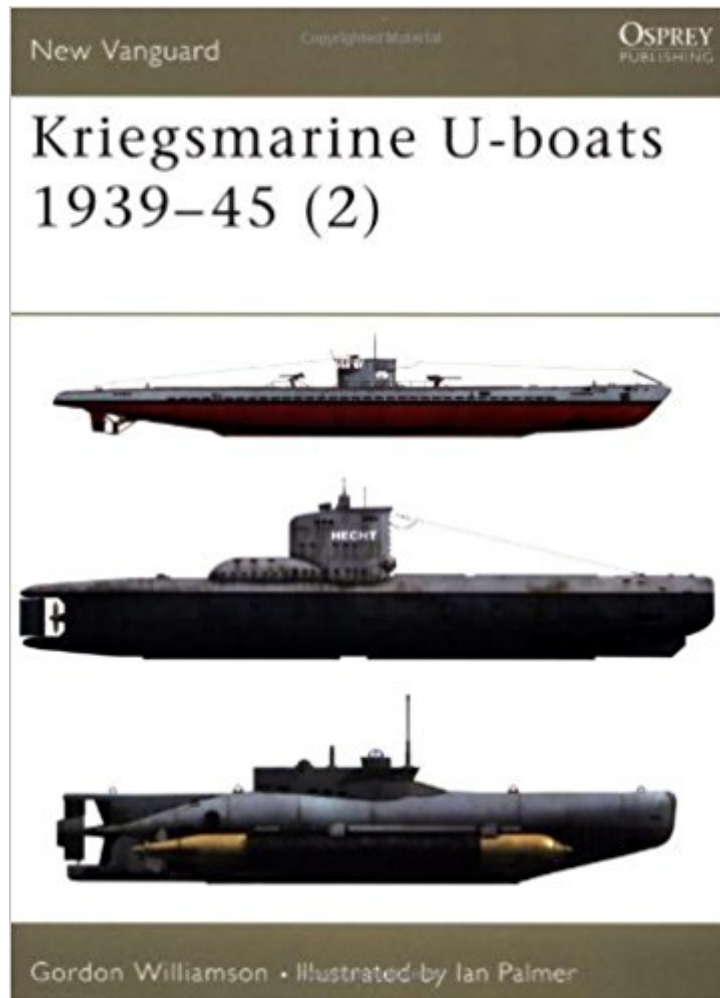 New Vanguard
Copyrighted Material
OSPREY
PUBLISHING
Kriegsmarine U-boats
1939–45 (2)
HECHT
Gordon Williamson • Illustrated by Ian Palmer